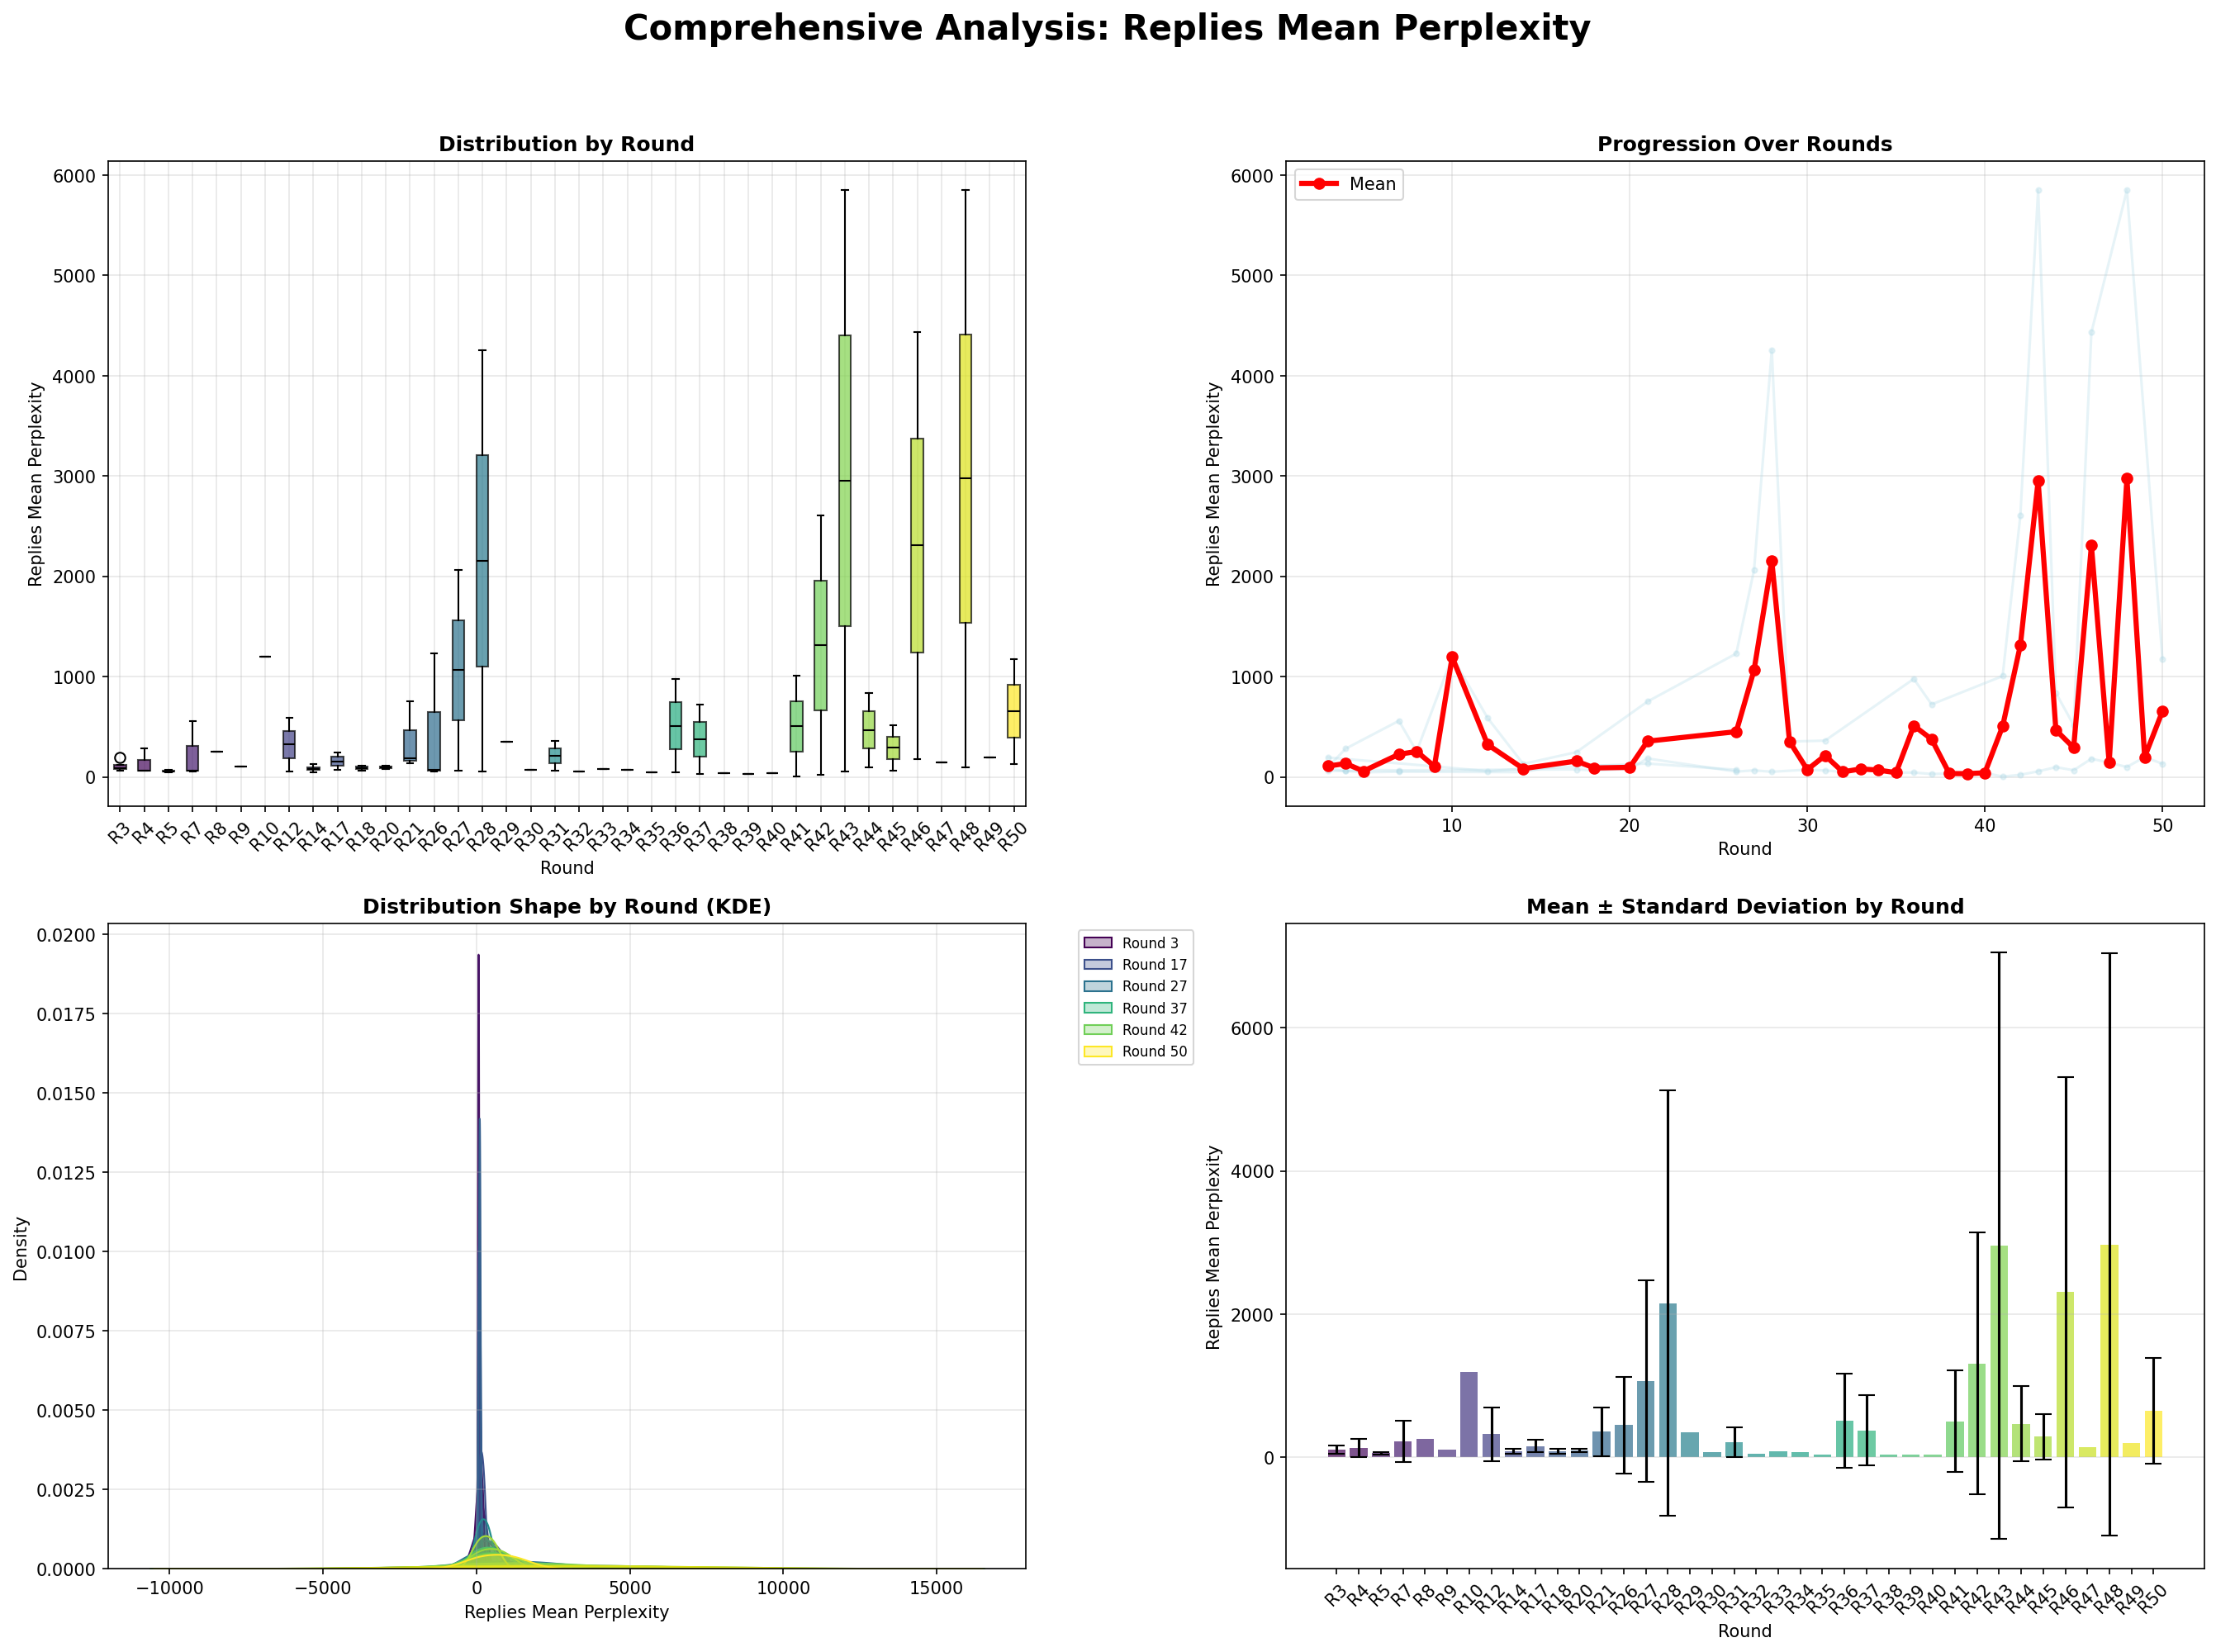 Comprehensive Analysis: Replies Mean Perplexity
Distribution by Round
Replies Mean Perplexity
6000
5000
4000
3000
2000
1000
0
R3 R4 R5 R7 R8 R9 R10 R12 R14 R17 R18 R20 R21 R26 R27 R28 R29 R30 R31 R32 R33 R34 R35 R36 R37 R38 R39 R40 R41 R42 R43 R44 R45 R46 R47 R48 R49 R50
Round
Progression Over Rounds
Mean
Replies Mean Perplexity
6000
5000
4000
3000
2000
1000
0
10 20 30 40 50
Round
Distribution Shape by Round (KDE)
Density
0.0200
0.0175
0.0150
0.0125
0.0100
0.0075
0.0050
0.0025
0.0000
−10000 −5000 0 5000 10000 15000
Replies Mean Perplexity
Round 3
Round 17
Round 27
Round 37
Round 42
Round 50
Mean ± Standard Deviation by Round
Replies Mean Perplexity
6000
4000
2000
0
R3 R4 R5 R7 R8 R9 R10 R12 R14 R17 R18 R20 R21 R26 R27 R28 R29 R30 R31 R32 R33 R34 R35 R36 R37 R38 R39 R40 R41 R42 R43 R44 R45 R46 R47 R48 R49 R50
Round